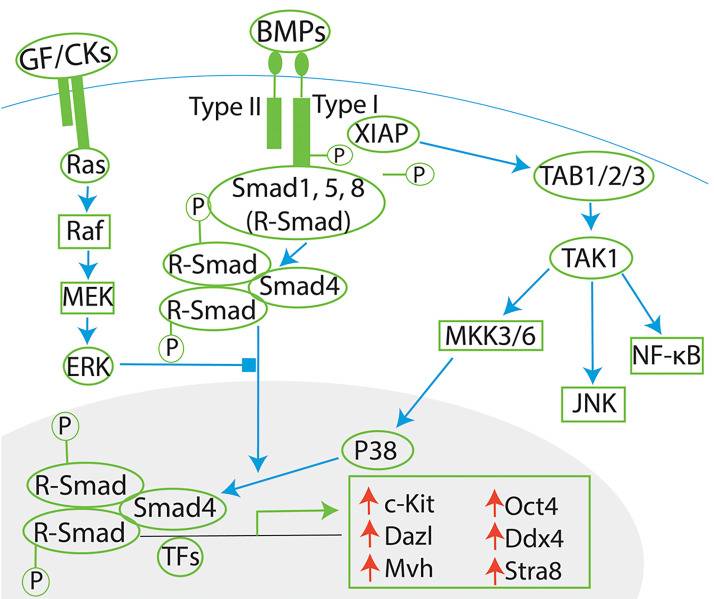 BMPs
GF/CKs
Type II
Type I
XIAP
P
P
Ras
Smad1, 5, 8
(R-Smad)
TAB1/2/3
P
Raf
R-Smad
Smad4
TAK1
MEK
R-Smad
P
MKK3/6
NF-κB
ERK
JNK
P
P38
R-Smad
Smad4
R-Smad
TFs
P
c-Kit
Oct4
Dazl
Ddx4
Mvh
Stra8